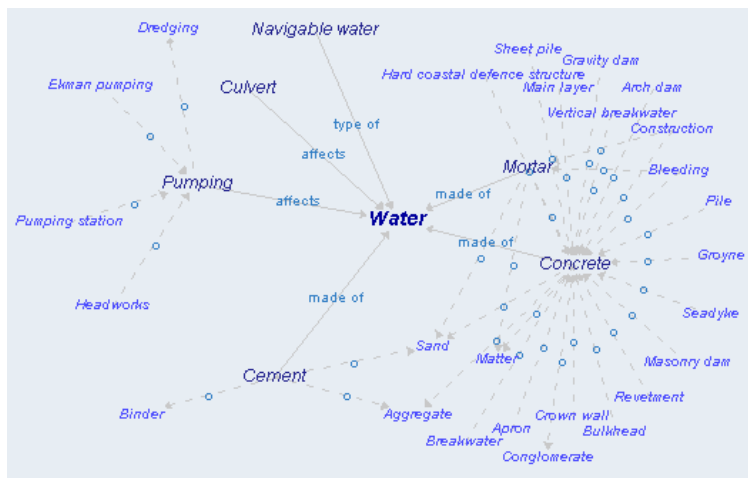 Dredging
Navigable water
Sheet pile
Gravity dam
Hard coastal defence structure
Ekman pumping
Culvert
Main layer
Arch dam
Vertical breakwater
type of
Construction
affects
Mortar
Bleeding
Pumping
affects
made of
Pile
Pumping station
Water
made of
Groyne
Concrete
Headworks
made of
Seadyke
Sand
Matter
Masonry dam
Cement
Revetment
Binder
Aggregate
Crown wall
Apron
Bulkhead
Breakwater
Conglomerate